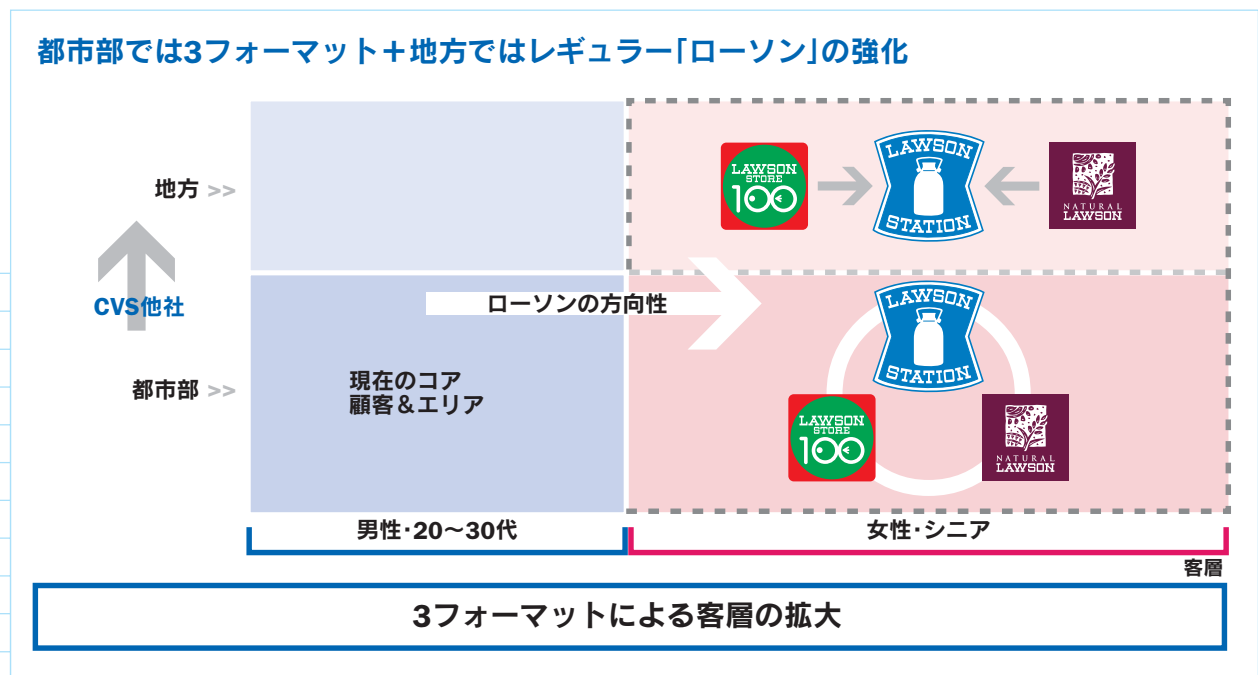 都市部では3フォーマット＋地方ではレギュラー「ローソン」の強化
地方 >>
LAWSON
STORE
100
LAWSON
STATION
NATURAL
LAWSON
CVS他社
ローソンの方向性
都市部 >>
現在のコア
顧客＆エリア
LAWSON
STATION
LAWSON
STORE
100
NATURAL
LAWSON
男性・20〜30代
女性・シニア
客層
3フォーマットによる客層の拡大